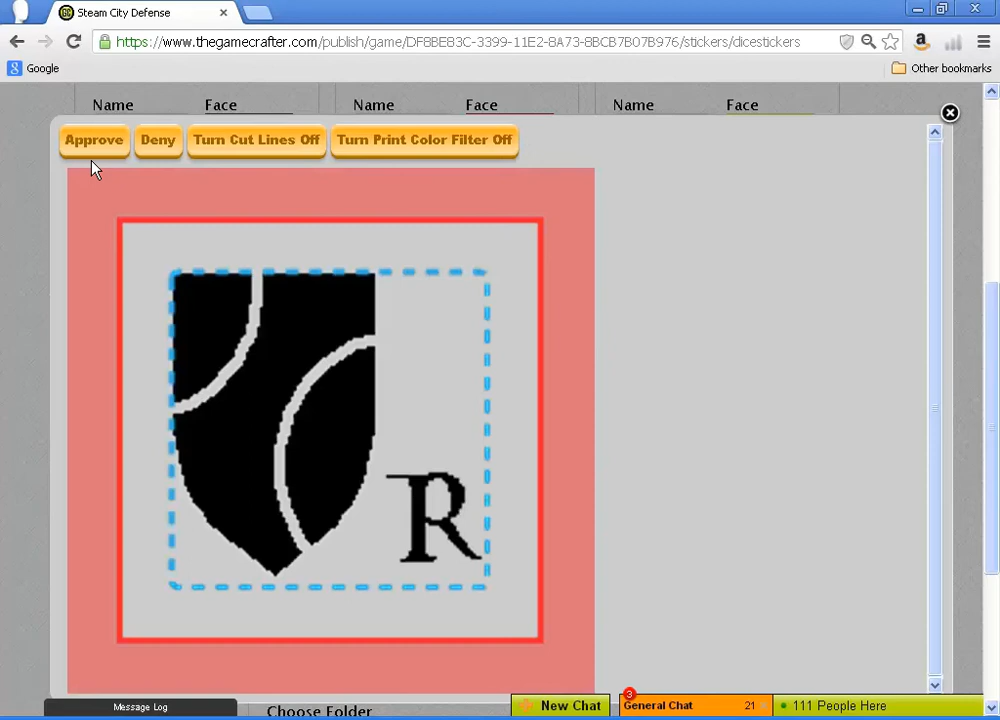 Steam City Defense
https://www.thegamecrafter.com/publish/game/DF8BE83C-3399-11E2-8A73-8BCB7B07B976/stickers/dicestickers
Google
Other bookmarks
Name Face Name Face Name Face
Approve Deny Turn Cut Lines Off Turn Print Color Filter Off
R
Choose Folder
Message Log
New Chat
3
General Chat 21
111 People Here